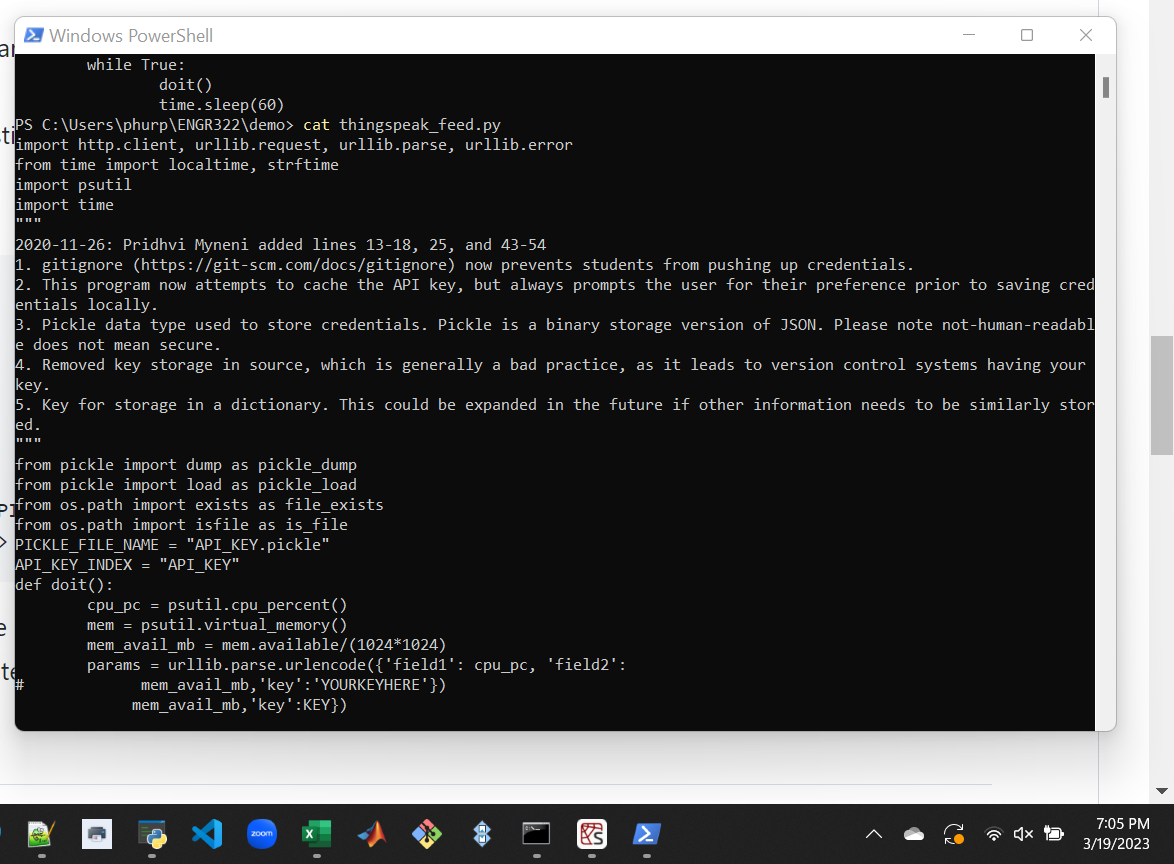 Windows PowerShell
while True:
doit()
time.sleep(60)
PS C:\Users\phurp\ENGR322\demo> cat thingspeak_feed.py
import http.client, urllib.request, urllib.parse, urllib.error
from time import localtime, strftime
import psutil
import time
"""
2020-11-26: Pridhvi Myneni added lines 13-18, 25, and 43-54
1. gitignore (https://git-scm.com/docs/gitignore) now prevents students from pushing up credentials.
2. This program now attempts to cache the API key, but always prompts the user for their preference prior to saving cred
entials locally.
3. Pickle data type used to store credentials. Pickle is a binary storage version of JSON. Please note not-human-readabl
e does not mean secure.
4. Removed key storage in source, which is generally a bad practice, as it leads to version control systems having your
key.
5. Key for storage in a dictionary. This could be expanded in the future if other information needs to be similarly stor
ed.
"""
from pickle import dump as pickle_dump
from pickle import load as pickle_load
from os.path import exists as file_exists
from os.path import isfile as is_file
PICKLE_FILE_NAME = "API_KEY.pickle"
API_KEY_INDEX = "API_KEY"
def doit():
cpu_pc = psutil.cpu_percent()
mem = psutil.virtual_memory()
mem_avail_mb = mem.available/(1024*1024)
params = urllib.parse.urlencode({'field1': cpu_pc, 'field2':
# mem_avail_mb,'key':'YOURKEYHERE'})
mem_avail_mb,'key':KEY})
zoom
7:05 PM
3/19/2023